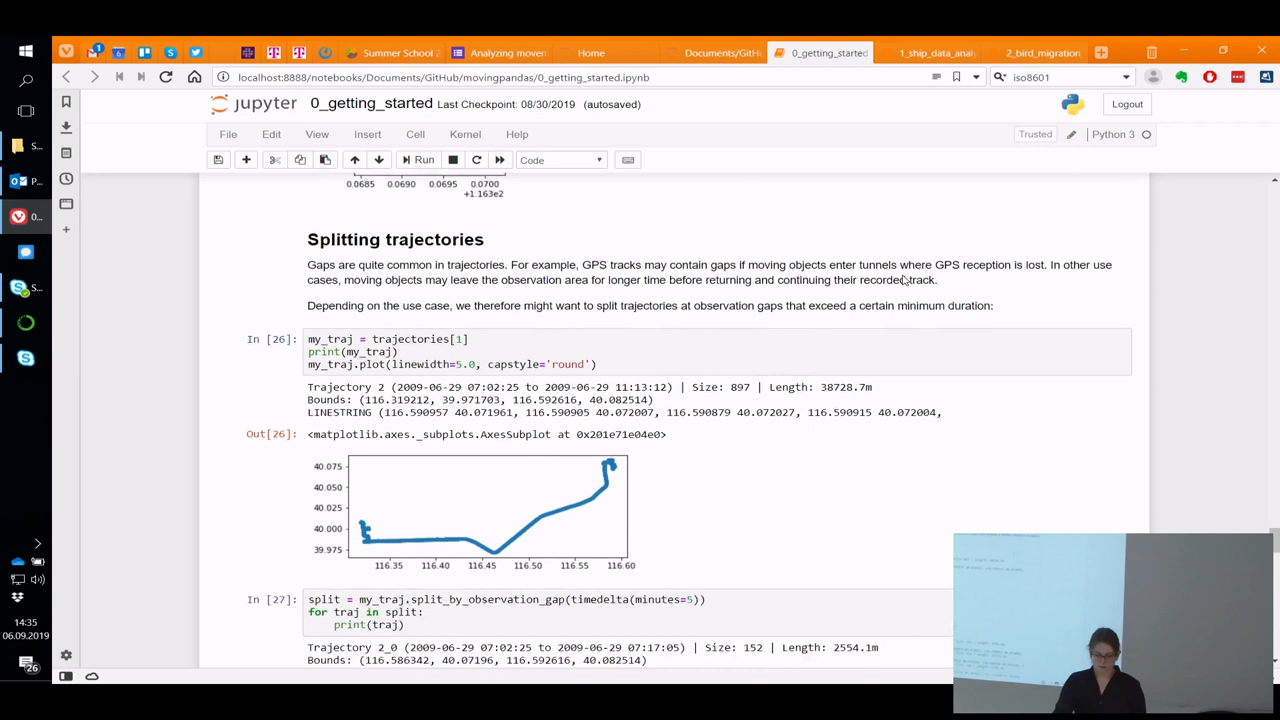 1
6
Summer School 2
Analyzing movem
Home
Documents/GitHu
0_getting_started
1_ship_data_analy
2_bird_migration
localhost:8888/notebooks/Documents/GitHub/movingpandas/0_getting_started.ipynb
iso8601
jupyter 0_getting_started Last Checkpoint: 08/30/2019 (autosaved)
Logout
File Edit View Insert Cell Kernel Help
Trusted
Python 3
Run
Code
0.0685 0.0690 0.0695 0.0700
+1.163e2
Splitting trajectories
Gaps are quite common in trajectories. For example, GPS tracks may contain gaps if moving objects enter tunnels where GPS reception is lost. In other use
cases, moving objects may leave the observation area for longer time before returning and continuing their recorded track.
Depending on the use case, we therefore might want to split trajectories at observation gaps that exceed a certain minimum duration:
In [26]: my_traj = trajectories[1]
print(my_traj)
my_traj.plot(linewidth=5.0, capstyle='round')
Trajectory 2 (2009-06-29 07:02:25 to 2009-06-29 11:13:12) | Size: 897 | Length: 38728.7m
Bounds: (116.319212, 39.971703, 116.592616, 40.082514)
LINESTRING (116.590957 40.071961, 116.590905 40.072007, 116.590879 40.072027, 116.590915 40.072004,
Out[26]: <matplotlib.axes._subplots.AxesSubplot at 0x201e71e04e0>
40.075
40.050
40.025
40.000
39.975
116.35 116.40 116.45 116.50 116.55 116.60
In [27]: split = my_traj.split_by_observation_gap(timedelta(minutes=5))
for traj in split:
print(traj)
Trajectory 2_0 (2009-06-29 07:02:25 to 2009-06-29 07:17:05) | Size: 152 | Length: 2554.1m
Bounds: (116.586342, 40.07196, 116.592616, 40.082514)
S...
P...
0...
S...
14:35
06.09.2019
26